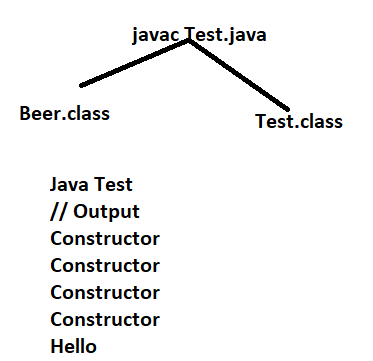 javac Test.java
Beer.class
Test.class
Java Test
// Output
Constructor
Constructor
Constructor
Constructor
Hello